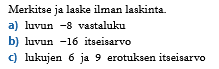 Merkitse ja laske ilman laskinta.
a) luvun −8 vastaluku
b) luvun −16 itseisarvo
c) lukujen 6 ja 9 erotuksen itseisarvo